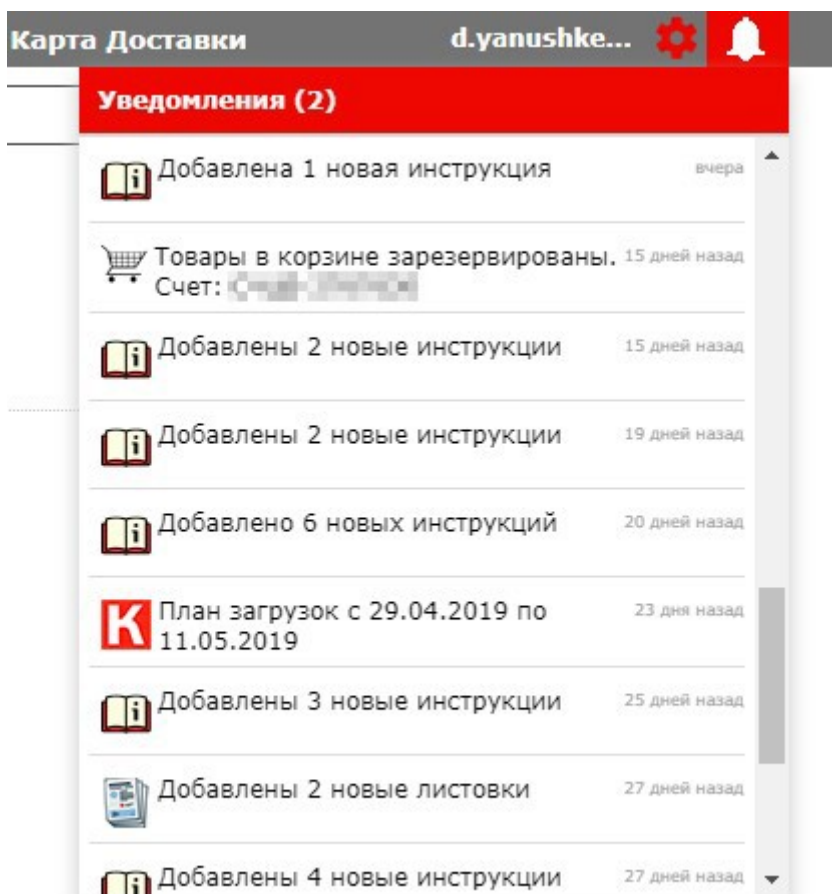 Карта Доставки d.yanushke...
Уведомления (2)
Добавлена 1 новая инструкция вчера
Товары в корзине зарезервированы. 15 дней назад
Счет:
Добавлены 2 новые инструкции 15 дней назад
Добавлены 2 новые инструкции 19 дней назад
Добавлено 6 новых инструкций 20 дней назад
К План загрузок с 29.04.2019 по 23 дня назад
11.05.2019
Добавлены 3 новые инструкции 25 дней назад
Добавлены 2 новые листовки 27 дней назад
Добавлены 4 новые инструкции 27 дней назад